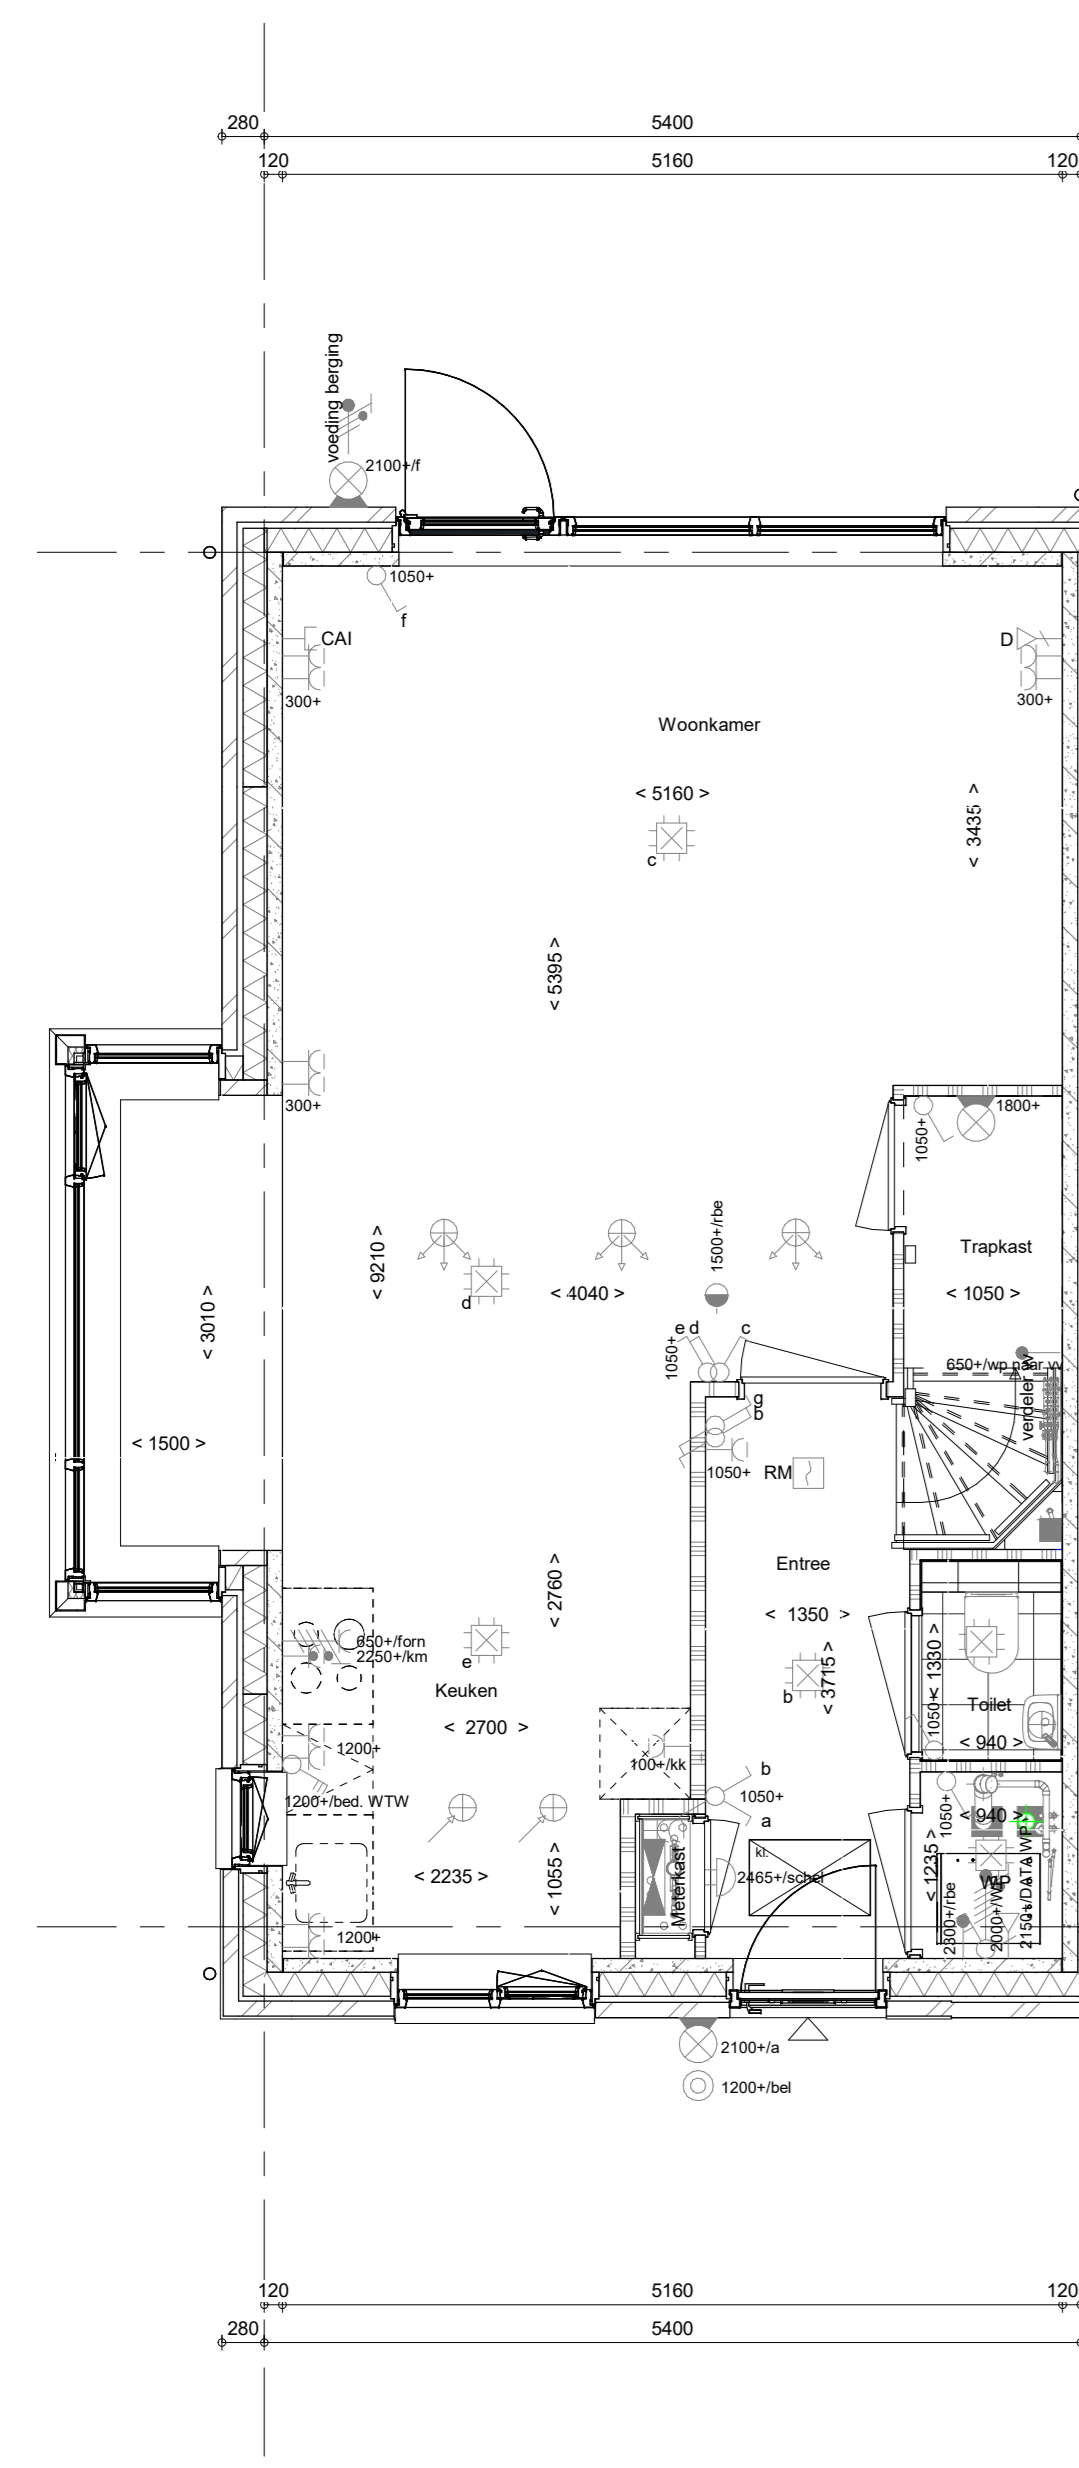 280
5400
120
5160
120
voeding berging
2100+/f
1050+
f
CAI
D
300+
300+
Woonkamer
< 5160 >
< 3435 >
c
< 5395 >
300+
1050+
1800+
Trapkast
< 1050 >
< 9210 >
< 3010 >
d
< 4040 >
1500+/rbe
e d
c
1050+
650+/wp naar vv
verdeler vv
g
b
1050+
RM
< 1500 >
Entree
< 1350 >
< 2760 >
650+/forn
2250+/km
e
Keuken
< 2700 >
b
< 3715 >
< 1330 >
1050+
Toilet
< 940 >
1200+
100+/kk
1200+/bed. WTW
b
1050+
a
1050+
< 940 >
kl.
2465+/schel
Meterkast
< 2235 >
< 1055 >
< 1235 >
WP
2300+/rbe
2000+/WP
2150+/DATA WP
1200+
2100+/a
1200+/bel
120
5160
120
280
5400